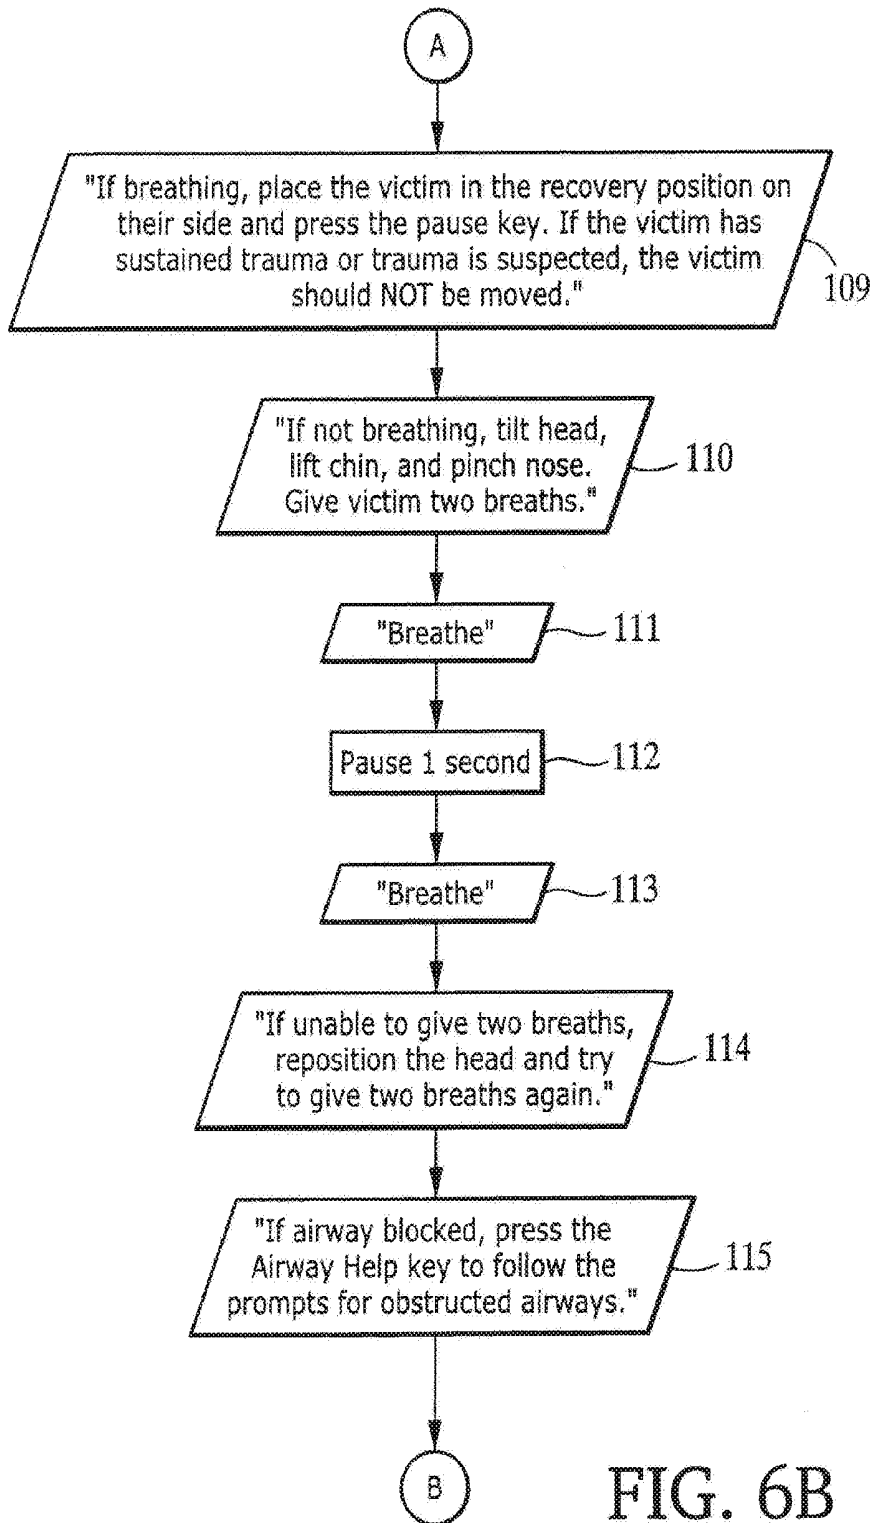 A
"If breathing, place the victim in the recovery position on
their side and press the pause key. If the victim has
sustained trauma or trauma is suspected, the victim
should NOT be moved."
109
"If not breathing, tilt head,
lift chin, and pinch nose.
Give victim two breaths."
110
"Breathe"
111
Pause 1 second
112
"Breathe"
113
"If unable to give two breaths,
reposition the head and try
to give two breaths again."
114
"If airway blocked, press the
Airway Help key to follow the
prompts for obstructed airways."
115
B
FIG. 6B